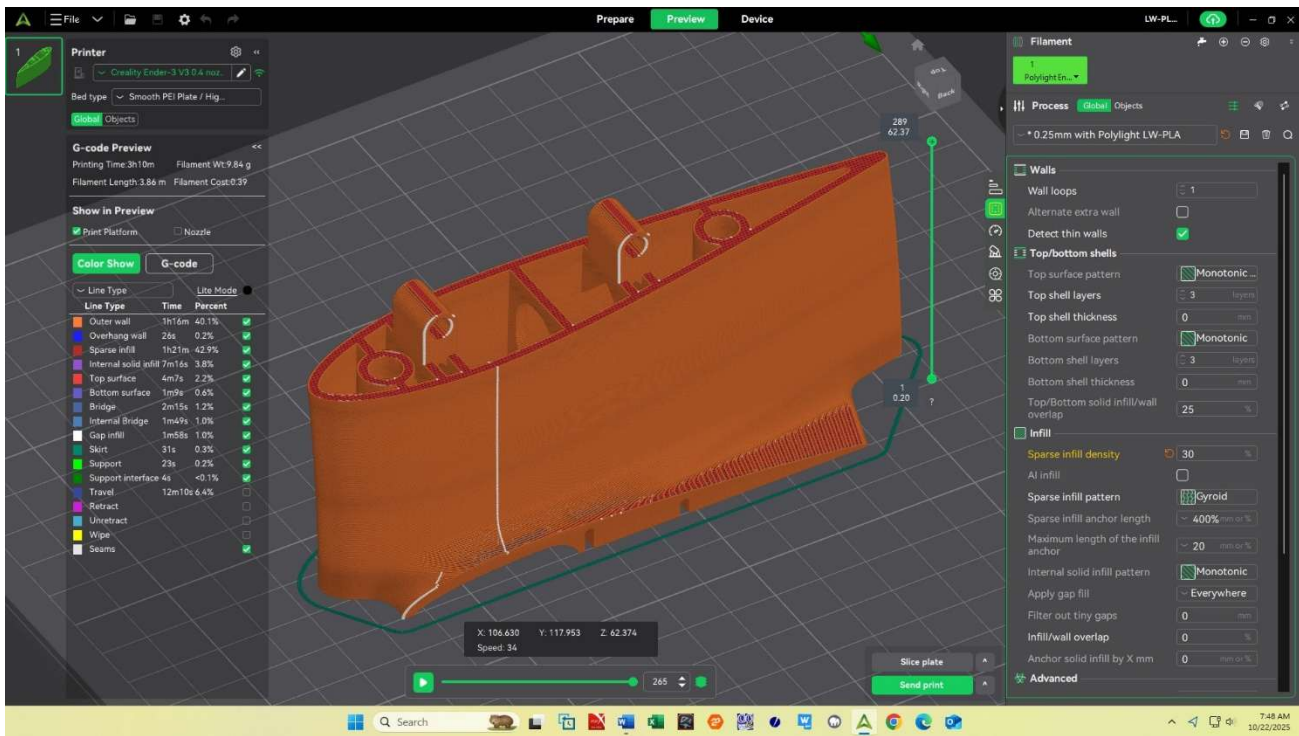 File
Prepare
Preview
Device
LW-PL...
1
Printer
Creality Ender-3 V3 0.4 noz...
Bed type
Smooth PEI Plate / Hig...
Global Objects
G-code Preview
<<
Printing Time:3h10m Filament Wt:9.84 g
Filament Length:3.86 m Filament Cost:0.39
Show in Preview
Print Platform Nozzle
Color Show G-code
Line Type Lite Mode
Line Type Time Percent
Outer wall 1h16m 40.1%
Overhang wall 26s 0.2%
Sparse infill 1h21m 42.9%
Internal solid infill 7m16s 3.8%
Top surface 4m7s 2.2%
Bottom surface 1m9s 0.6%
Bridge 2m15s 1.2%
Internal Bridge 1m49s 1.0%
Gap infill 1m58s 1.0%
Skirt 31s 0.3%
Support 23s 0.2%
Support interface 4s <0.1%
Travel 12m10s 6.4%
Retract
Unretract
Wipe
Seams
Top
Back
289
62.37
1
0.20
?
X: 106.630 Y: 117.953 Z: 62.374
Speed: 34
265
Slice plate
Send print
Filament
1
Polylight En...
Process Global Objects
* 0.25mm with Polylight LW-PLA
Walls
Wall loops 1
Alternate extra wall
Detect thin walls
Top/bottom shells
Top surface pattern Monotonic ...
Top shell layers 3 layers
Top shell thickness 0 mm
Bottom surface pattern Monotonic
Bottom shell layers 3 layers
Bottom shell thickness 0 mm
Top/Bottom solid infill/wall
overlap 25 %
Infill
Sparse infill density 30 %
AI infill
Sparse infill pattern Gyroid
Sparse infill anchor length 400% mm or %
Maximum length of the infill
anchor 20 mm or %
Internal solid infill pattern Monotonic
Apply gap fill Everywhere
Filter out tiny gaps 0 mm
Infill/wall overlap 0 %
Anchor solid infill by X mm 0 mm or %
Advanced
Search
7:48 AM
10/22/2025